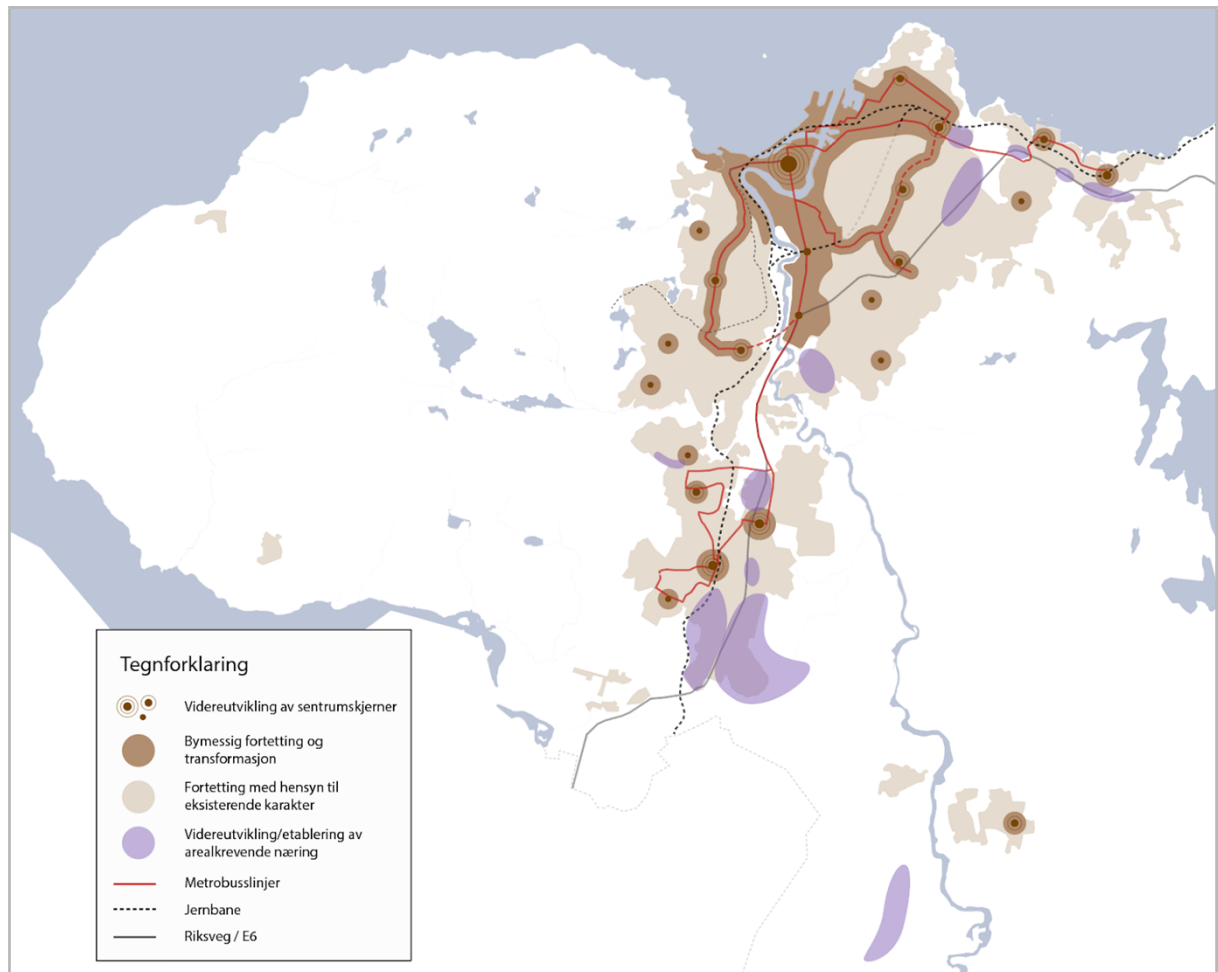 Tegnforklaring
Videreutvikling av sentrumskjerner
Bymessig fortetting og
transformasjon
Fortetting med hensyn til
eksisterende karakter
Videreutvikling/etablering av
arealkrevende næring
Metrobusslinjer
Jernbane
Riksveg / E6